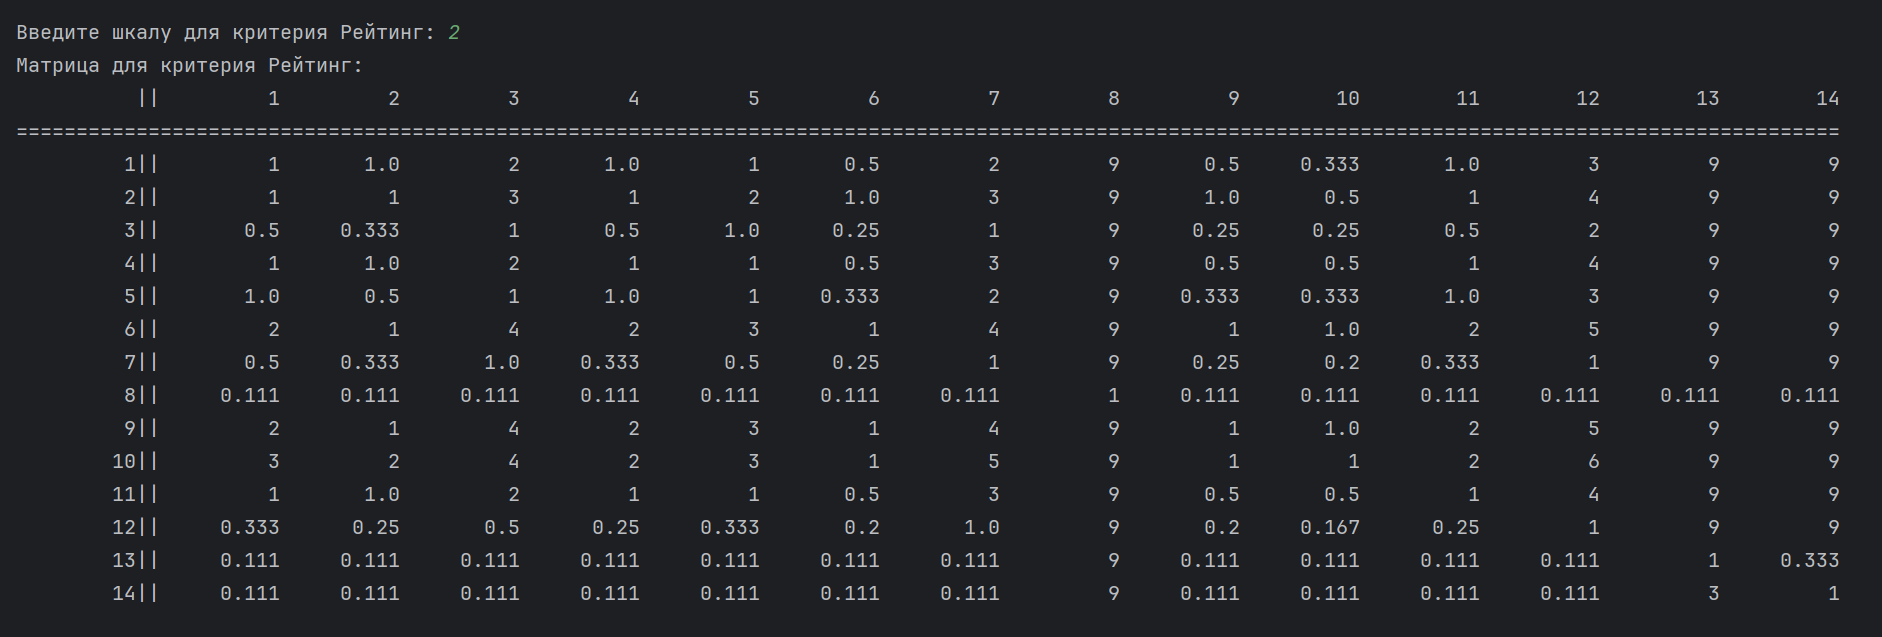 Введите шкалу для критерия Рейтинг: 2
Матрица для критерия Рейтинг:
|| 1 2 3 4 5 6 7 8 9 10 11 12 13 14
========================================================================================================================================================
1|| 1 1.0 2 1.0 1 0.5 2 9 0.5 0.333 1.0 3 9 9
2|| 1 1 3 1 2 1.0 3 9 1.0 0.5 1 4 9 9
3|| 0.5 0.333 1 0.5 1.0 0.25 1 9 0.25 0.25 0.5 2 9 9
4|| 1 1.0 2 1 1 0.5 3 9 0.5 0.5 1 4 9 9
5|| 1.0 0.5 1 1.0 1 0.333 2 9 0.333 0.333 1.0 3 9 9
6|| 2 1 4 2 3 1 4 9 1 1.0 2 5 9 9
7|| 0.5 0.333 1.0 0.333 0.5 0.25 1 9 0.25 0.2 0.333 1 9 9
8|| 0.111 0.111 0.111 0.111 0.111 0.111 0.111 1 0.111 0.111 0.111 0.111 0.111 0.111
9|| 2 1 4 2 3 1 4 9 1 1.0 2 5 9 9
10|| 3 2 4 2 3 1 5 9 1 1 2 6 9 9
11|| 1 1.0 2 1 1 0.5 3 9 0.5 0.5 1 4 9 9
12|| 0.333 0.25 0.5 0.25 0.333 0.2 1.0 9 0.2 0.167 0.25 1 9 9
13|| 0.111 0.111 0.111 0.111 0.111 0.111 0.111 9 0.111 0.111 0.111 0.111 1 0.333
14|| 0.111 0.111 0.111 0.111 0.111 0.111 0.111 9 0.111 0.111 0.111 0.111 3 1